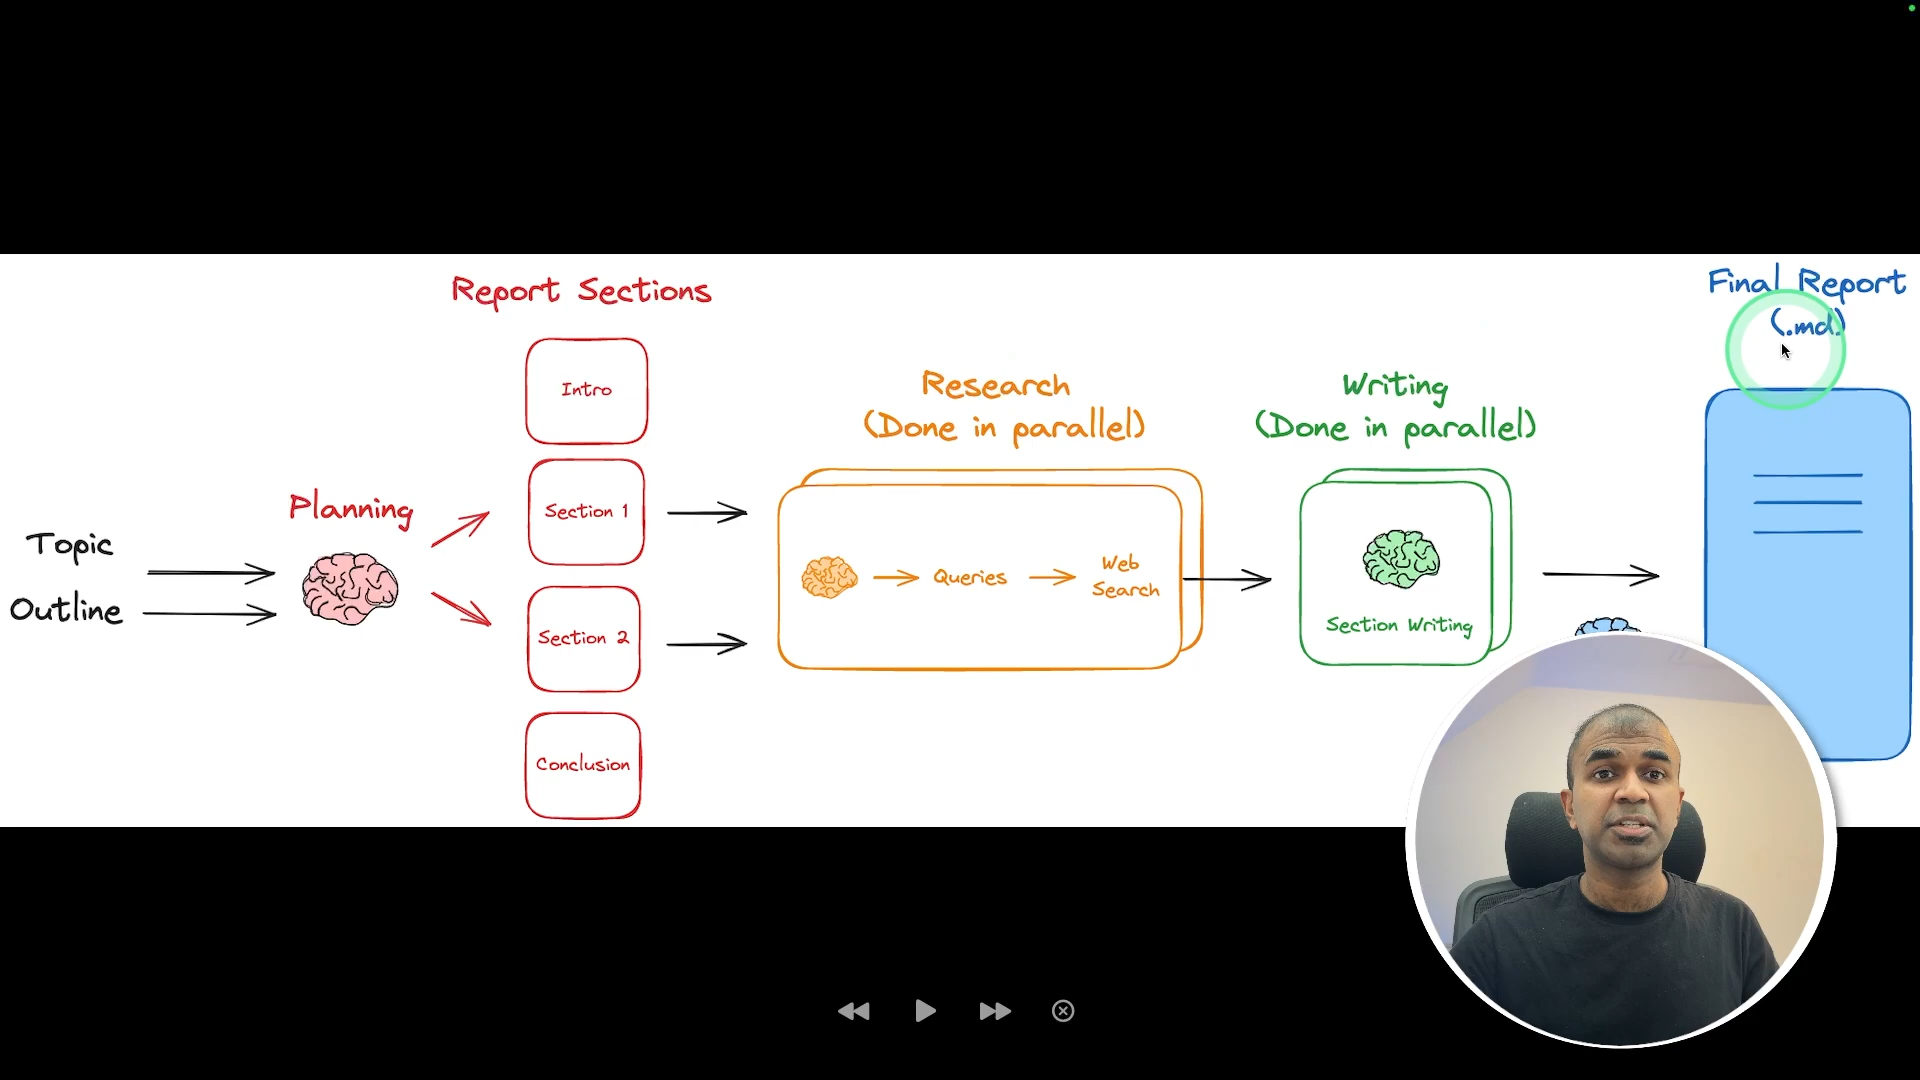 Report Sections
Final Report
(.md)
Intro
Research
(Done in parallel)
Writing
(Done in parallel)
Planning
Section 1
Topic
Outline
Queries
Web
Search
Section Writing
Section 2
Conclusion